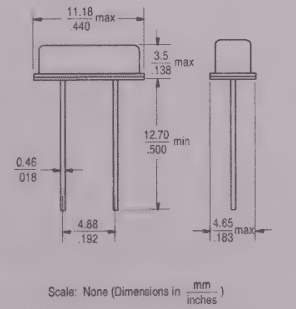 11.18 max
.440
3.5 max
.138
12.70 min
.500
0.46
018
4.88
.192
4.65 max
.183
Scale: None (Dimensions in mm
inches )